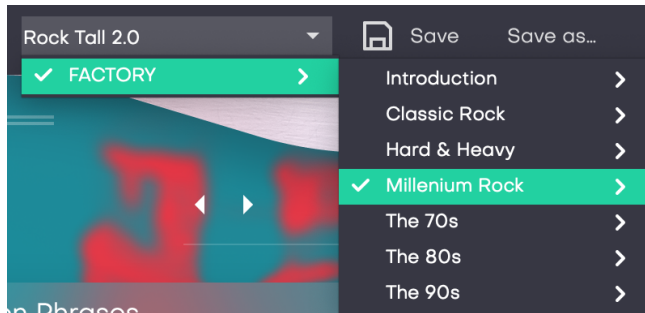 Rock Tall 2.0
Save Save as...
FACTORY
Introduction
Classic Rock
Hard & Heavy
Millenium Rock
The 70s
The 80s
The 90s
Phrases